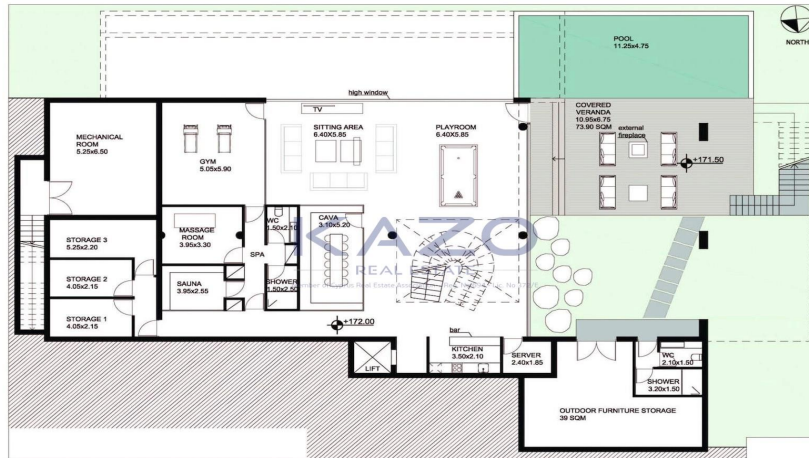 POOL
11.25x4.75
NORTH
high window
TV
MECHANICAL
ROOM
5.25x6.50
GYM
5.05x5.90
SITTING AREA
6.40X5.85
PLAYROOM
6.40X5.85
COVERED
VERANDA
10.95x6.75
73.90 SQM
external
fireplace
+171.50
STORAGE 3
5.25x2.20
MASSAGE
ROOM
3.95x3.30
WC
1.50x2.10
CAVA
3.10x5.20
KAZO
REAL ESTATE
SPA
STORAGE 2
4.05x2.15
SAUNA
3.95x2.55
SHOWER
1.50x2.50
STORAGE 1
4.05x2.15
+172.00
bar
KITCHEN
3.50x2.10
SERVER
2.40x1.85
LIFT
WC
2.10x1.50
SHOWER
3.20x1.50
OUTDOOR FURNITURE STORAGE
39 SQM